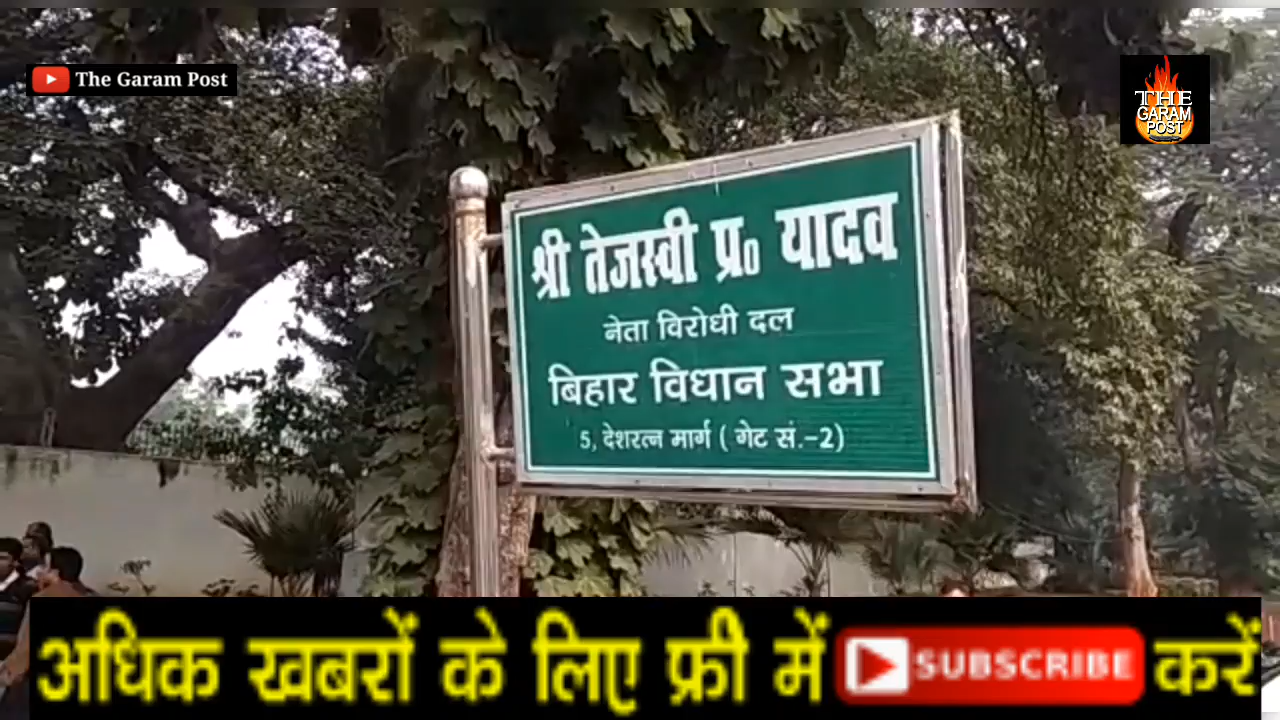 The Garam Post
THE
GARAM
POST
श्री तेजस्वी प्र० यादव
नेता विरोधी दल
बिहार विधान सभा
5, देशरत्न मार्ग ( गेट सं.-2)
अधिक खबरों के लिए फ्री में SUBSCRIBE करें